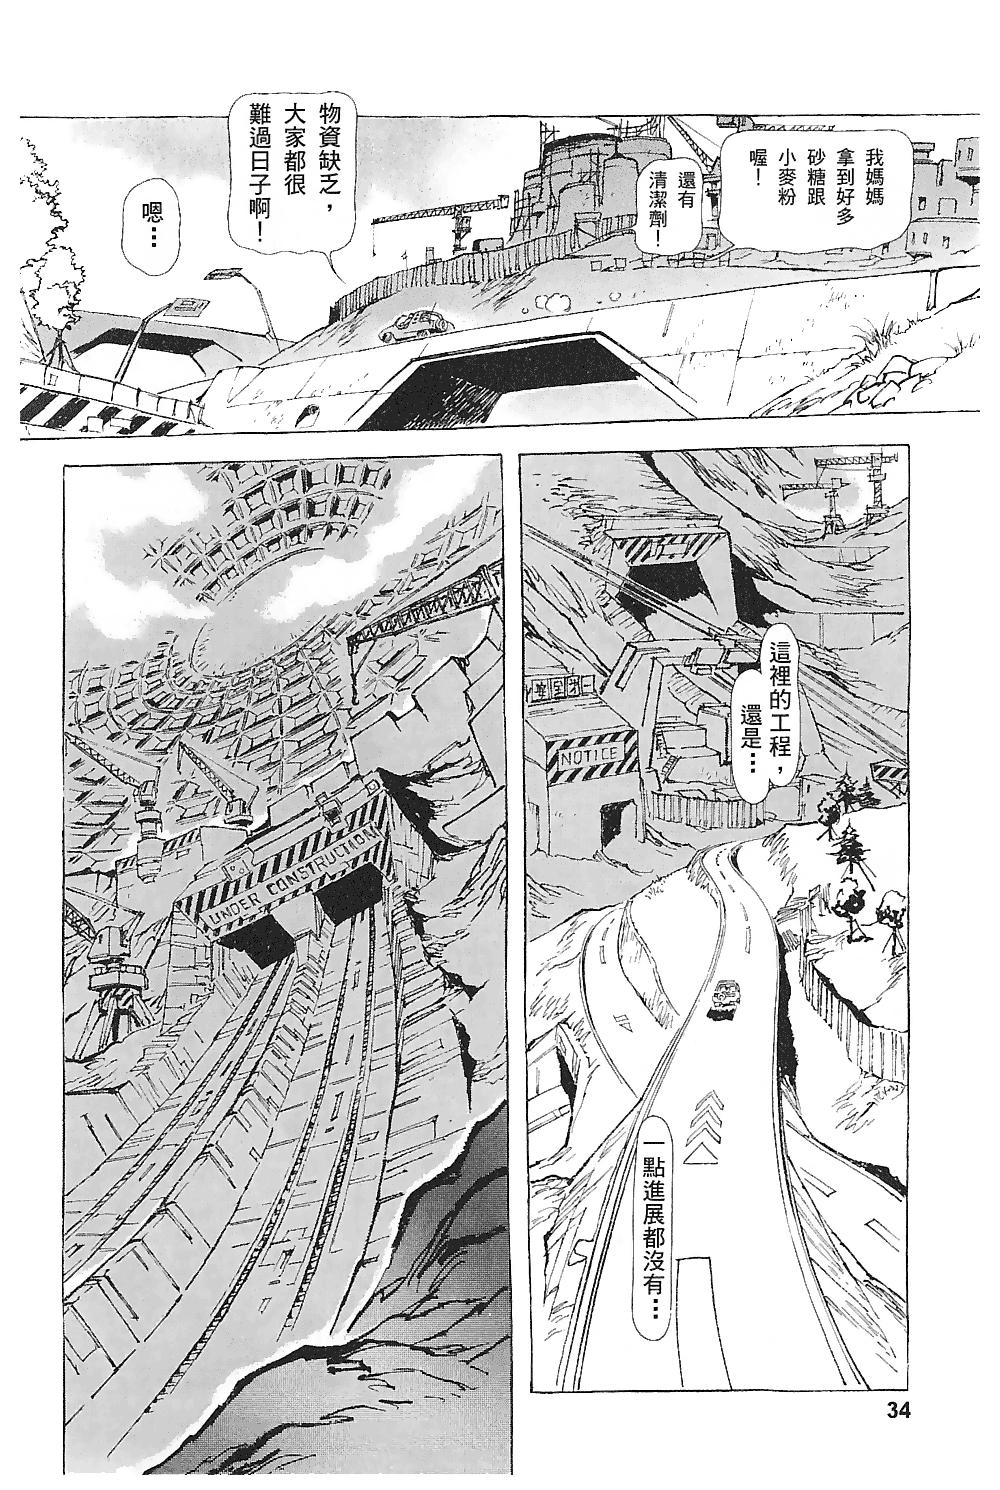 我媽媽
拿到好多
砂糖跟
小麥粉
喔！
還有
清潔劑！
物資缺乏，
大家都很
難過日子啊！
嗯…
這裡的工程，
還是…
NOTICE
一點進展都沒有…
UNDER CONSTRUCTION
34